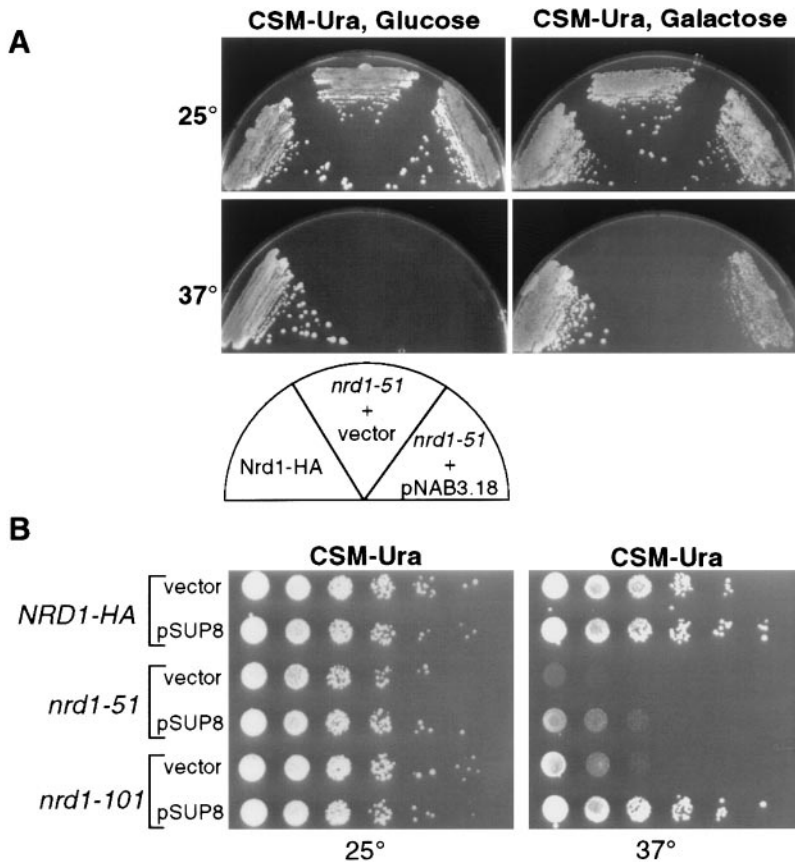 A
CSM-Ura, Glucose
CSM-Ura, Galactose
25°
37°
Nrd1-HA
nrd1-51
+
vector
nrd1-51
+
pNAB3.18
B
CSM-Ura
CSM-Ura
NRD1-HA
vector
pSUP8
nrd1-51
vector
pSUP8
nrd1-101
vector
pSUP8
25°
37°